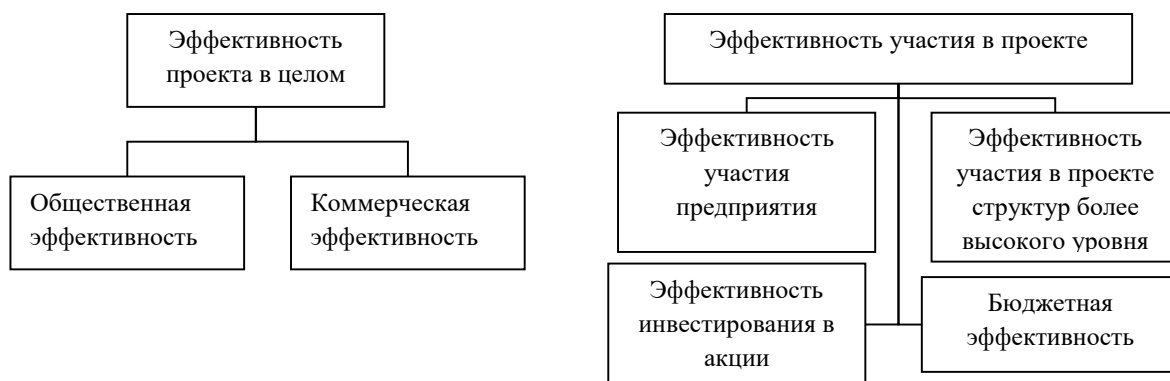 Эффективность
проекта в целом
Общественная
эффективность
Коммерческая
эффективность
Эффективность участия в проекте
Эффективность
участия
предприятия
Эффективность
участия в проекте
структур более
высокого уровня
Эффективность
инвестирования в
акции
Бюджетная
эффективность